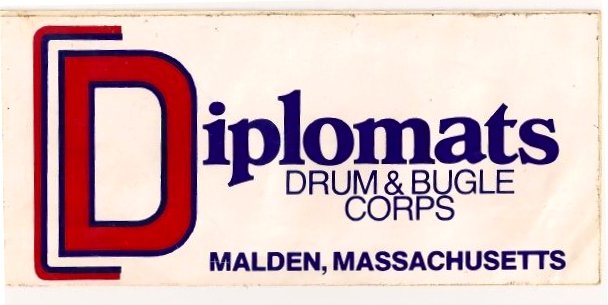 Diplomats
DRUM & BUGLE
CORPS
MALDEN, MASSACHUSETTS